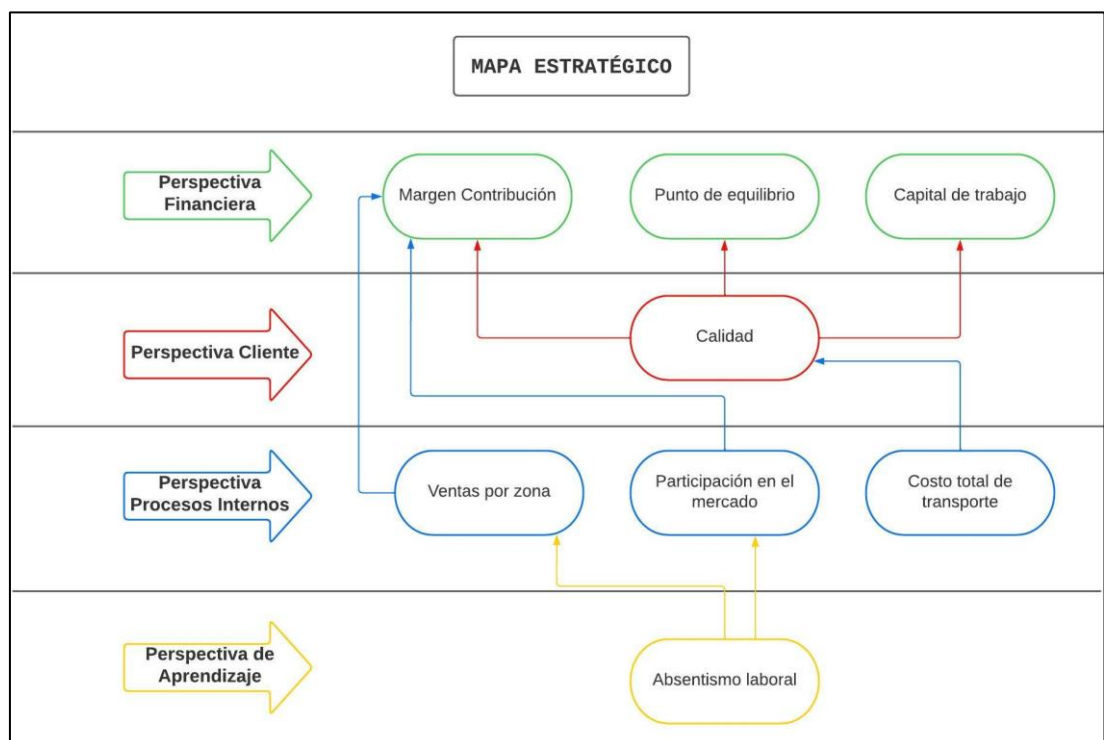 MAPA ESTRATÉGICO
Perspectiva
Financiera
Margen Contribución
Punto de equilibrio
Capital de trabajo
Perspectiva Cliente
Calidad
Perspectiva
Procesos Internos
Ventas por zona
Participación en el
mercado
Costo total de
transporte
Perspectiva de
Aprendizaje
Absentismo laboral